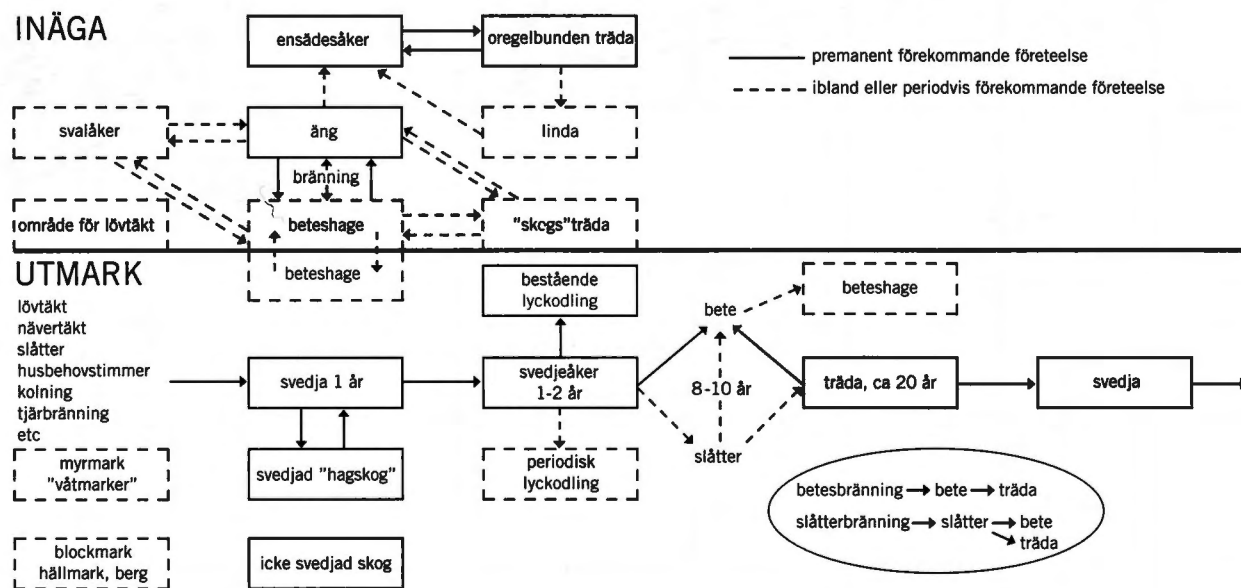 INÄGA
ensädesåker
oregelbunden träda
premanent förekommande företeelse
ibland eller periodvis förekommande företeelse
svalåker
äng
linda
bränning
område för lövtäkt
beteshage
"skogs"träda
UTMARK
beteshage
bestående
lyckodling
beteshage
lövtäkt
nävertäkt
slåtter
husbehovstimmer
kolning
tjärbränning
etc
bete
svedja 1 år
svedjeåker
1-2 år
8-10 år
träda, ca 20 år
svedja
slåtter
myrmark
"våtmarker"
svedjad "hagskog"
periodisk
lyckodling
betesbränning bete träda
slåtterbränning slåtter bete
träda
blockmark
hällmark, berg
icke svedjad skog